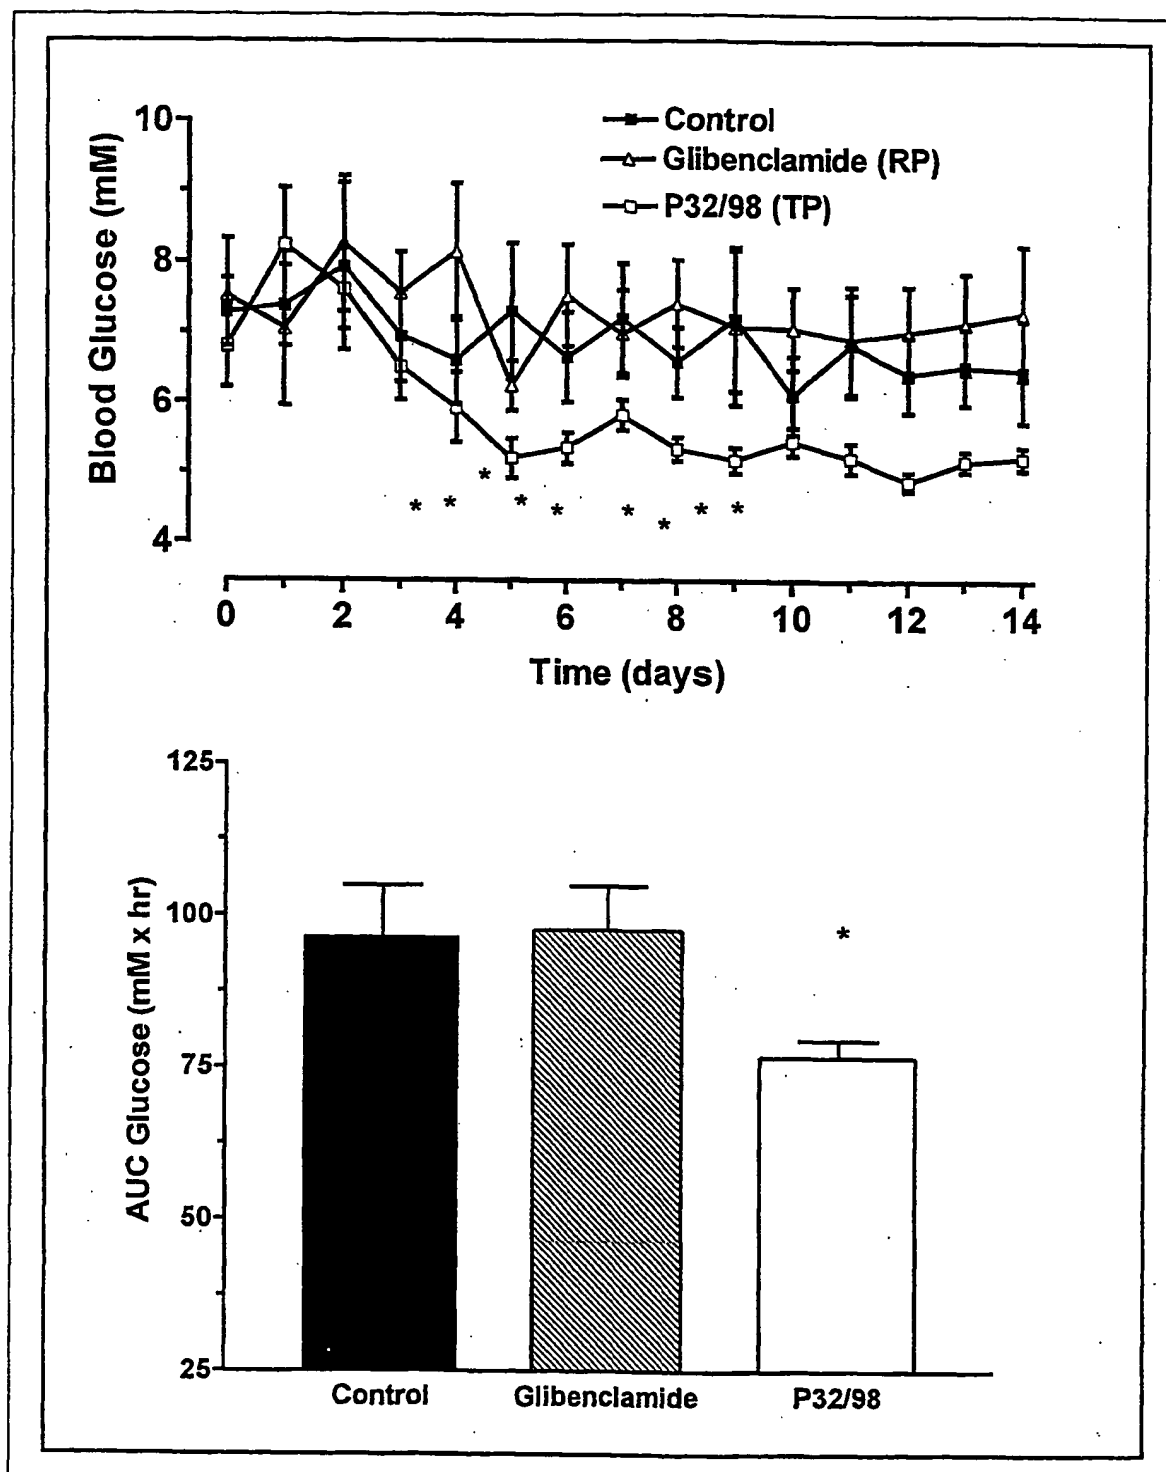 10
Control
Glibenclamide (RP)
P32/98 (TP)
8
6
4
Blood Glucose (mM)
* * * * * * * * *
0 2 4 6 8 10 12 14
Time (days)
125
100
*
75
50
25
AUC Glucose (mM x hr)
Control Glibenclamide P32/98